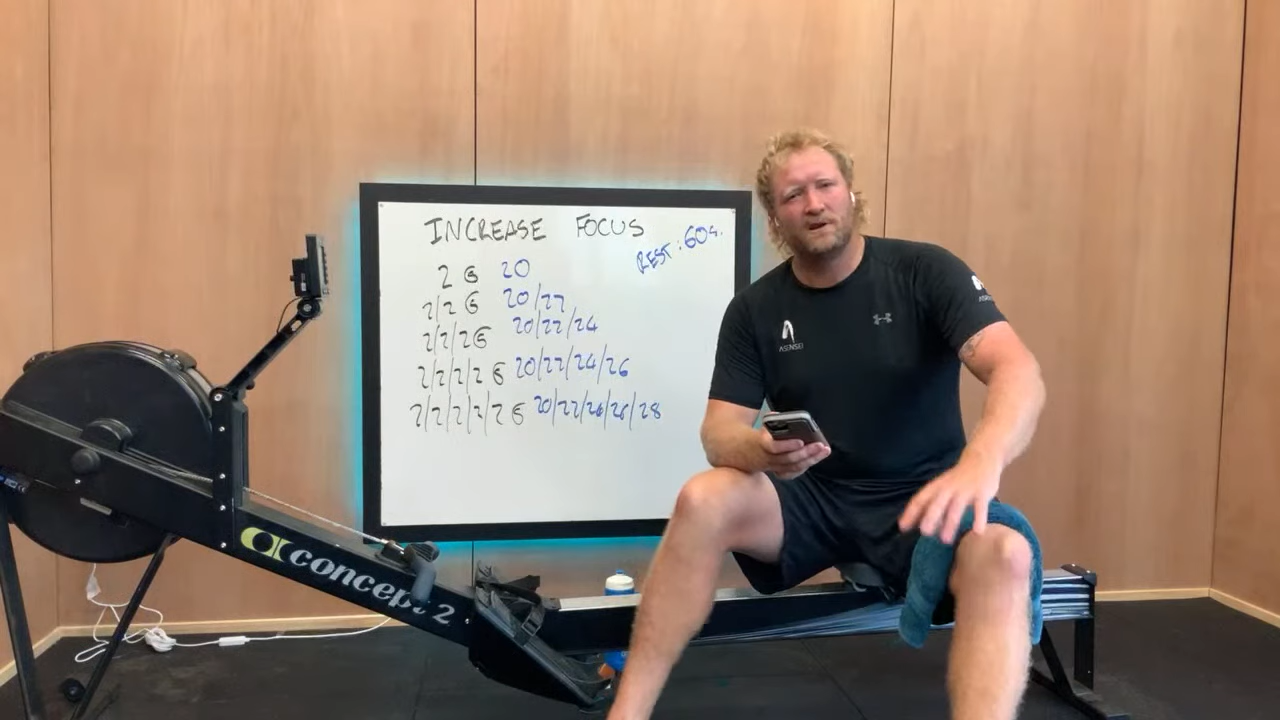 INCREASE FOCUS
REST: 60s.
2 @ 20
2/2 @ 20/22
2/2/2 @ 20/22/24
2/2/2/2 @ 20/22/24/26
2/2/2/2/2 @ 20/22/26/26/28
concept 2
ASENSEI